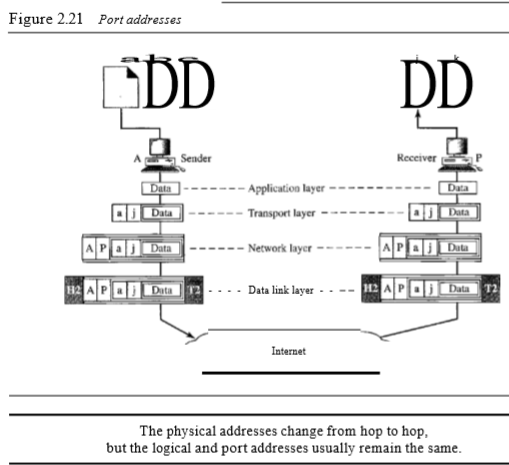 Figure 2.21 Port addresses
a b c j k
DD DD
A Sender Receiver P
Data Application layer Data
a j Data Transport layer a j Data
A P a j Data Network layer A P a j Data
H2 A P a j Data T2 Data link layer H2 A P a j Data T2
Internet
The physical addresses change from hop to hop,
but the logical and port addresses usually remain the same.